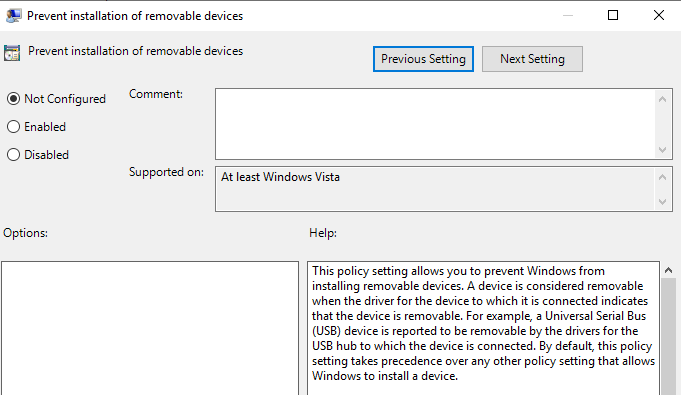 Prevent installation of removable devices
Prevent installation of removable devices
Previous Setting
Next Setting
Not Configured
Comment:
Enabled
Disabled
Supported on:
At least Windows Vista
Options:
Help:
This policy setting allows you to prevent Windows from
installing removable devices. A device is considered removable
when the driver for the device to which it is connected indicates
that the device is removable. For example, a Universal Serial Bus
(USB) device is reported to be removable by the drivers for the
USB hub to which the device is connected. By default, this policy
setting takes precedence over any other policy setting that allows
Windows to install a device.